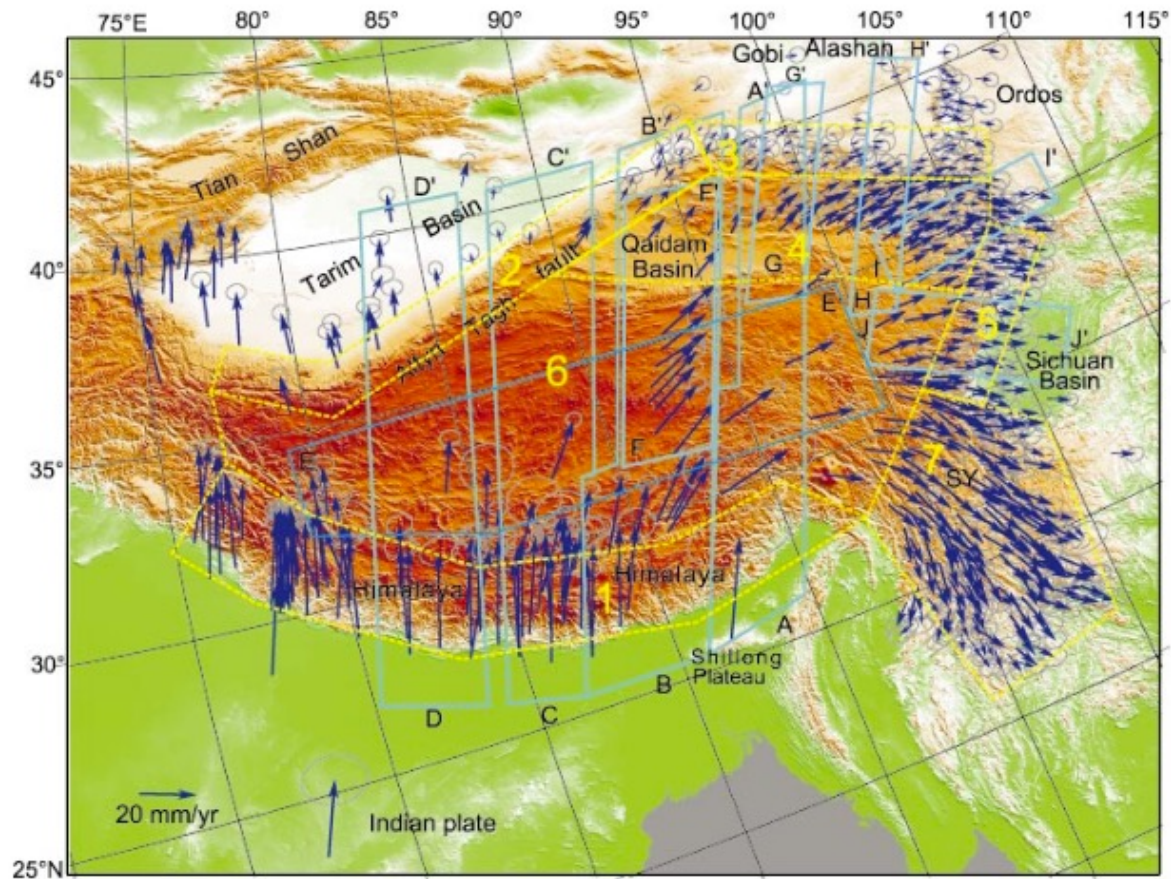 75°E 80° 85° 90° 95° 100° 105° 110° 115°
45°
Gobi Alashan H'
G'
A'
Ordos
B'
Shan
C'
3
I'
Tian
D'
F'
Basin
Qaidam
Basin
4
40°
2
fault
G
I
Tarim
E'
H
Tagh
5
J
J'
Altyn
Sichuan
Basin
6
35°
F
E
7
SY
Himalaya
Himalaya
1
A
30°
Shillong
Plateau
B
D
C
20 mm/yr
Indian plate
25°N